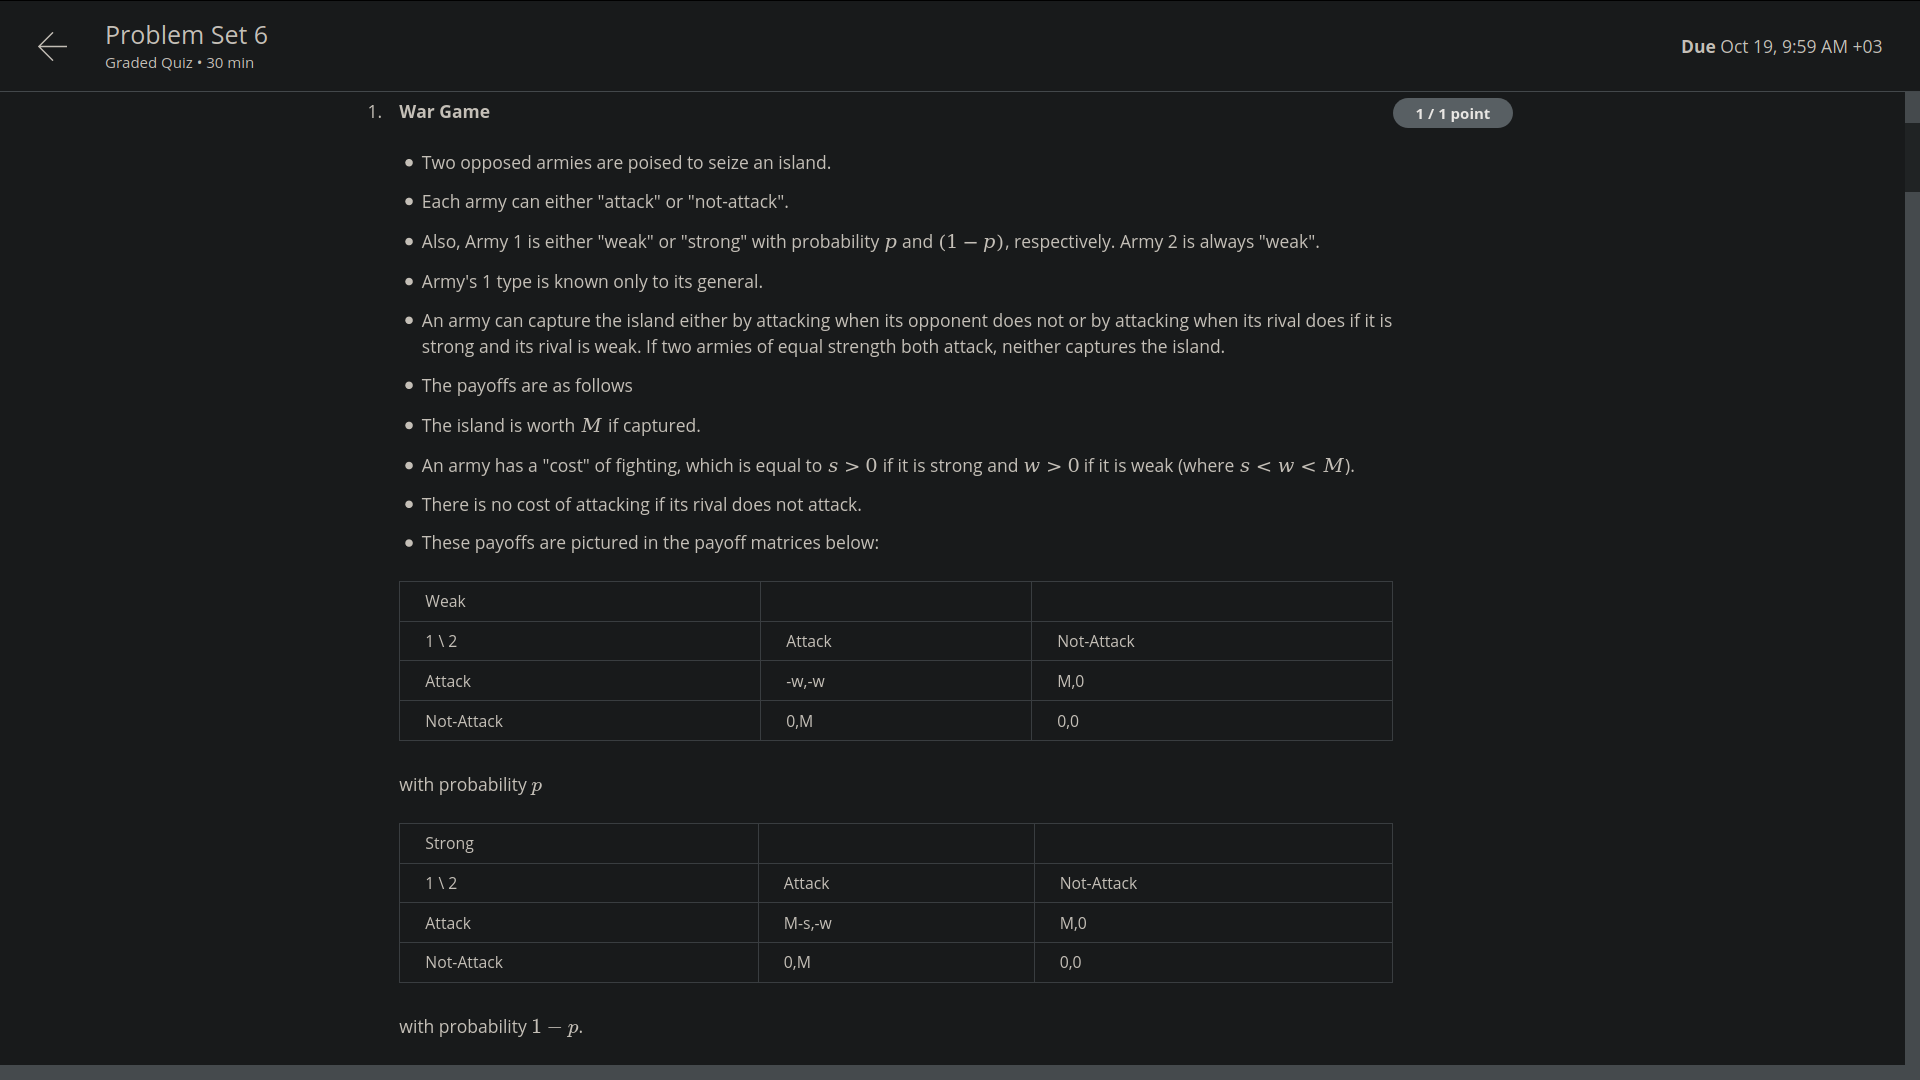 Problem Set 6
Graded Quiz • 30 min
Due Oct 19, 9:59 AM +03
1. War Game
1 / 1 point
• Two opposed armies are poised to seize an island.
• Each army can either "attack" or "not-attack".
• Also, Army 1 is either "weak" or "strong" with probability p and (1 − p), respectively. Army 2 is always "weak".
• Army's 1 type is known only to its general.
• An army can capture the island either by attacking when its opponent does not or by attacking when its rival does if it is
strong and its rival is weak. If two armies of equal strength both attack, neither captures the island.
• The payoffs are as follows
• The island is worth M if captured.
• An army has a "cost" of fighting, which is equal to s > 0 if it is strong and w > 0 if it is weak (where s < w < M).
• There is no cost of attacking if its rival does not attack.
• These payoffs are pictured in the payoff matrices below:
Weak
1 \ 2 Attack Not-Attack
Attack -w,-w M,0
Not-Attack 0,M 0,0
with probability p
Strong
1 \ 2 Attack Not-Attack
Attack M-s,-w M,0
Not-Attack 0,M 0,0
with probability 1 − p.